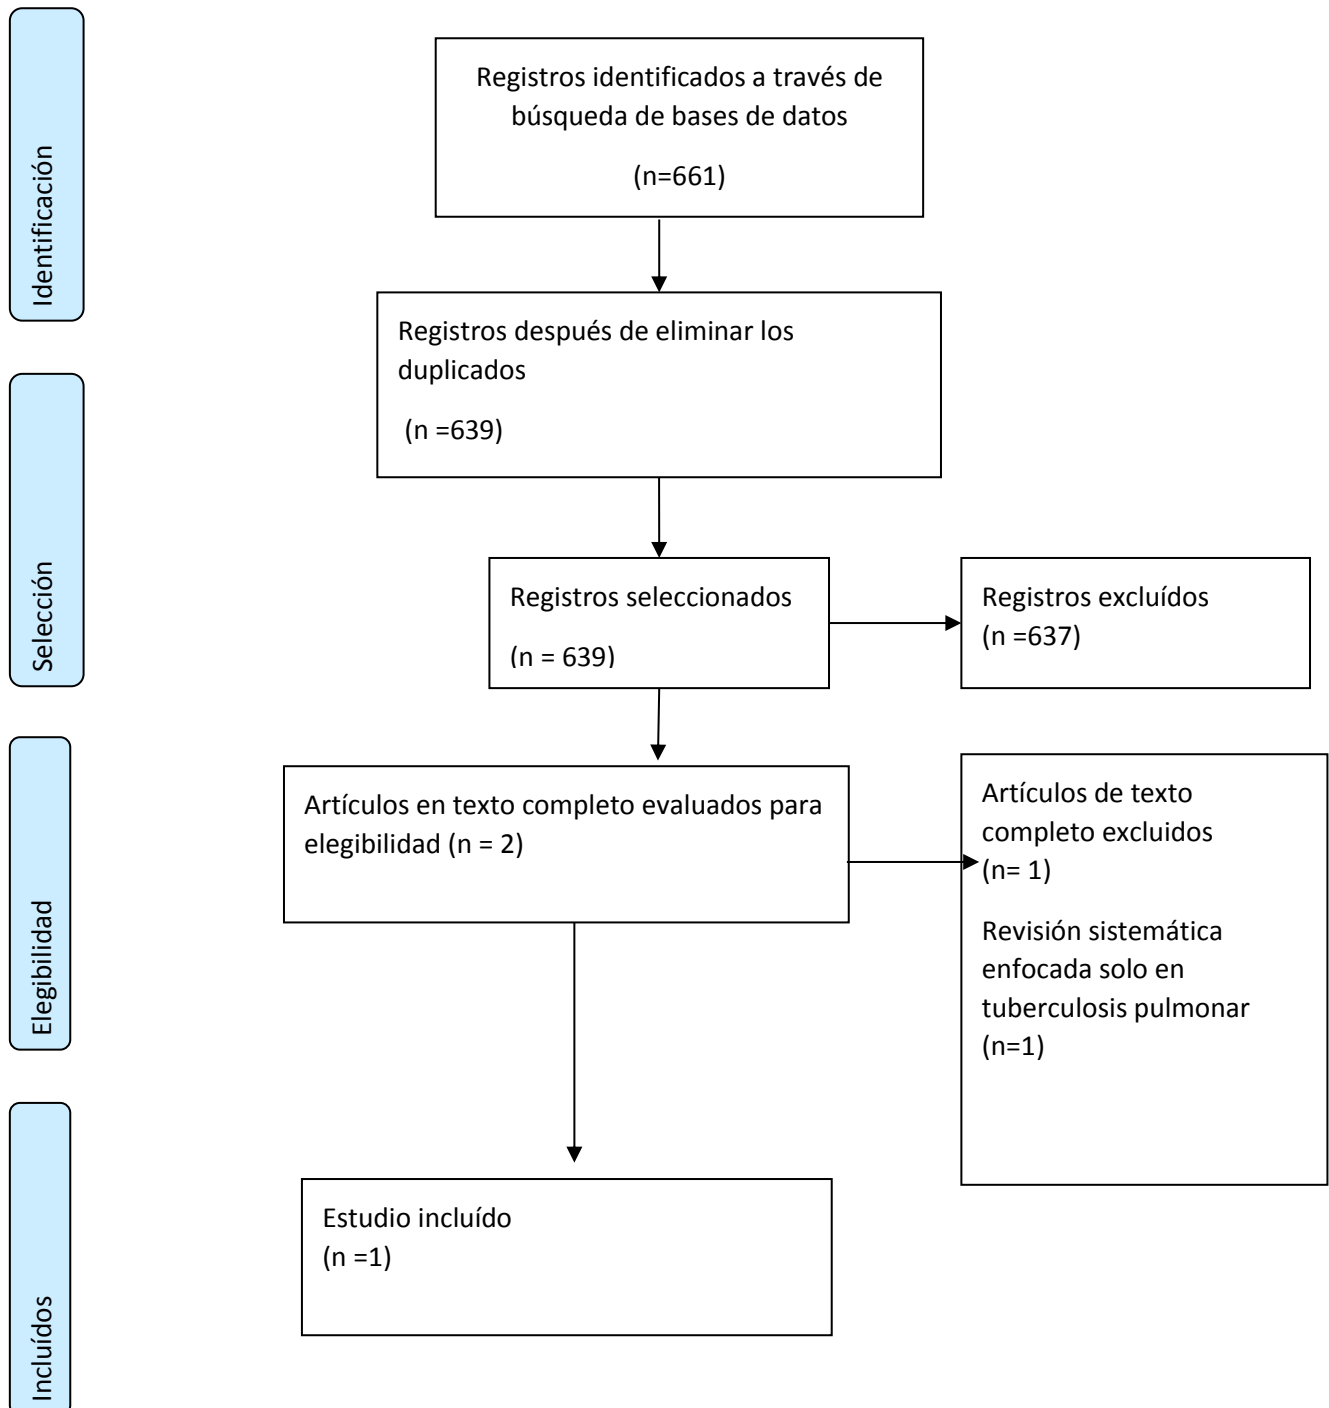 Identificación
Registros identificados a través de
búsqueda de bases de datos
(n=661)
Registros después de eliminar los
duplicados
(n =639)
Selección
Registros seleccionados
(n = 639)
Registros excluídos
(n =637)
Elegibilidad
Artículos en texto completo evaluados para
elegibilidad (n = 2)
Artículos de texto
completo excluidos
(n= 1)
Revisión sistemática
enfocada solo en
tuberculosis pulmonar
(n=1)
Incluídos
Estudio incluído
(n =1)